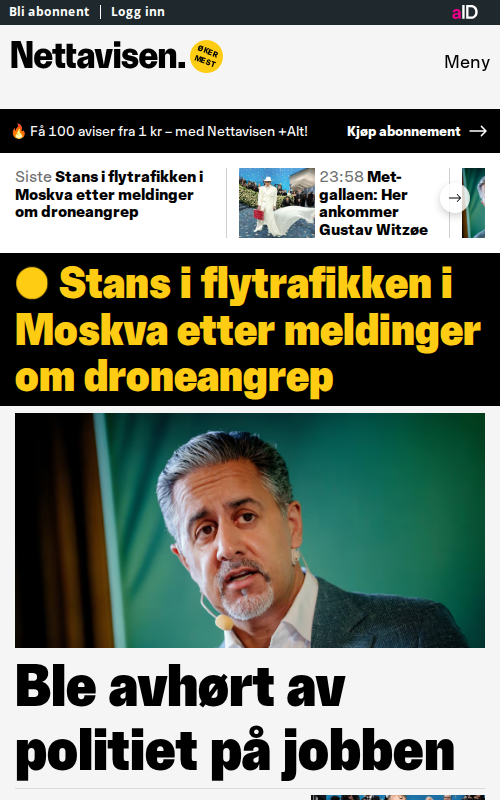 Bli abonnent
Logg inn
aID
Nettavisen.
ØKER
MEST
Meny
🔥 Få 100 aviser fra 1 kr – med Nettavisen +Alt!
Kjøp abonnement →
Siste Stans i flytrafikken i
Moskva etter meldinger
om droneangrep
23:58 Met-
gallaen: Her
ankommer
Gustav Witzøe
Stans i flytrafikken i
Moskva etter meldinger
om droneangrep
Ble avhørt av
politiet på jobben